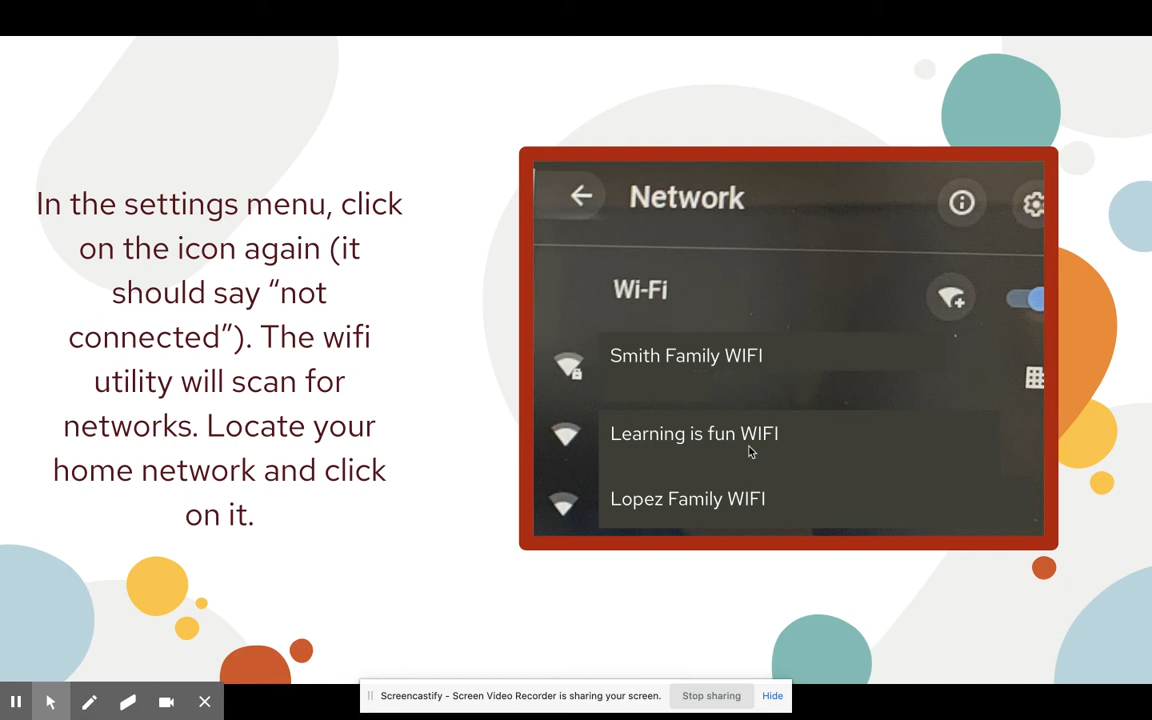 In the settings menu, click
on the icon again (it
should say “not
connected”). The wifi
utility will scan for
networks. Locate your
home network and click
on it.
Network
Wi-Fi
Smith Family WIFI
Learning is fun WIFI
Lopez Family WIFI
Screencastify - Screen Video Recorder is sharing your screen.
Stop sharing
Hide